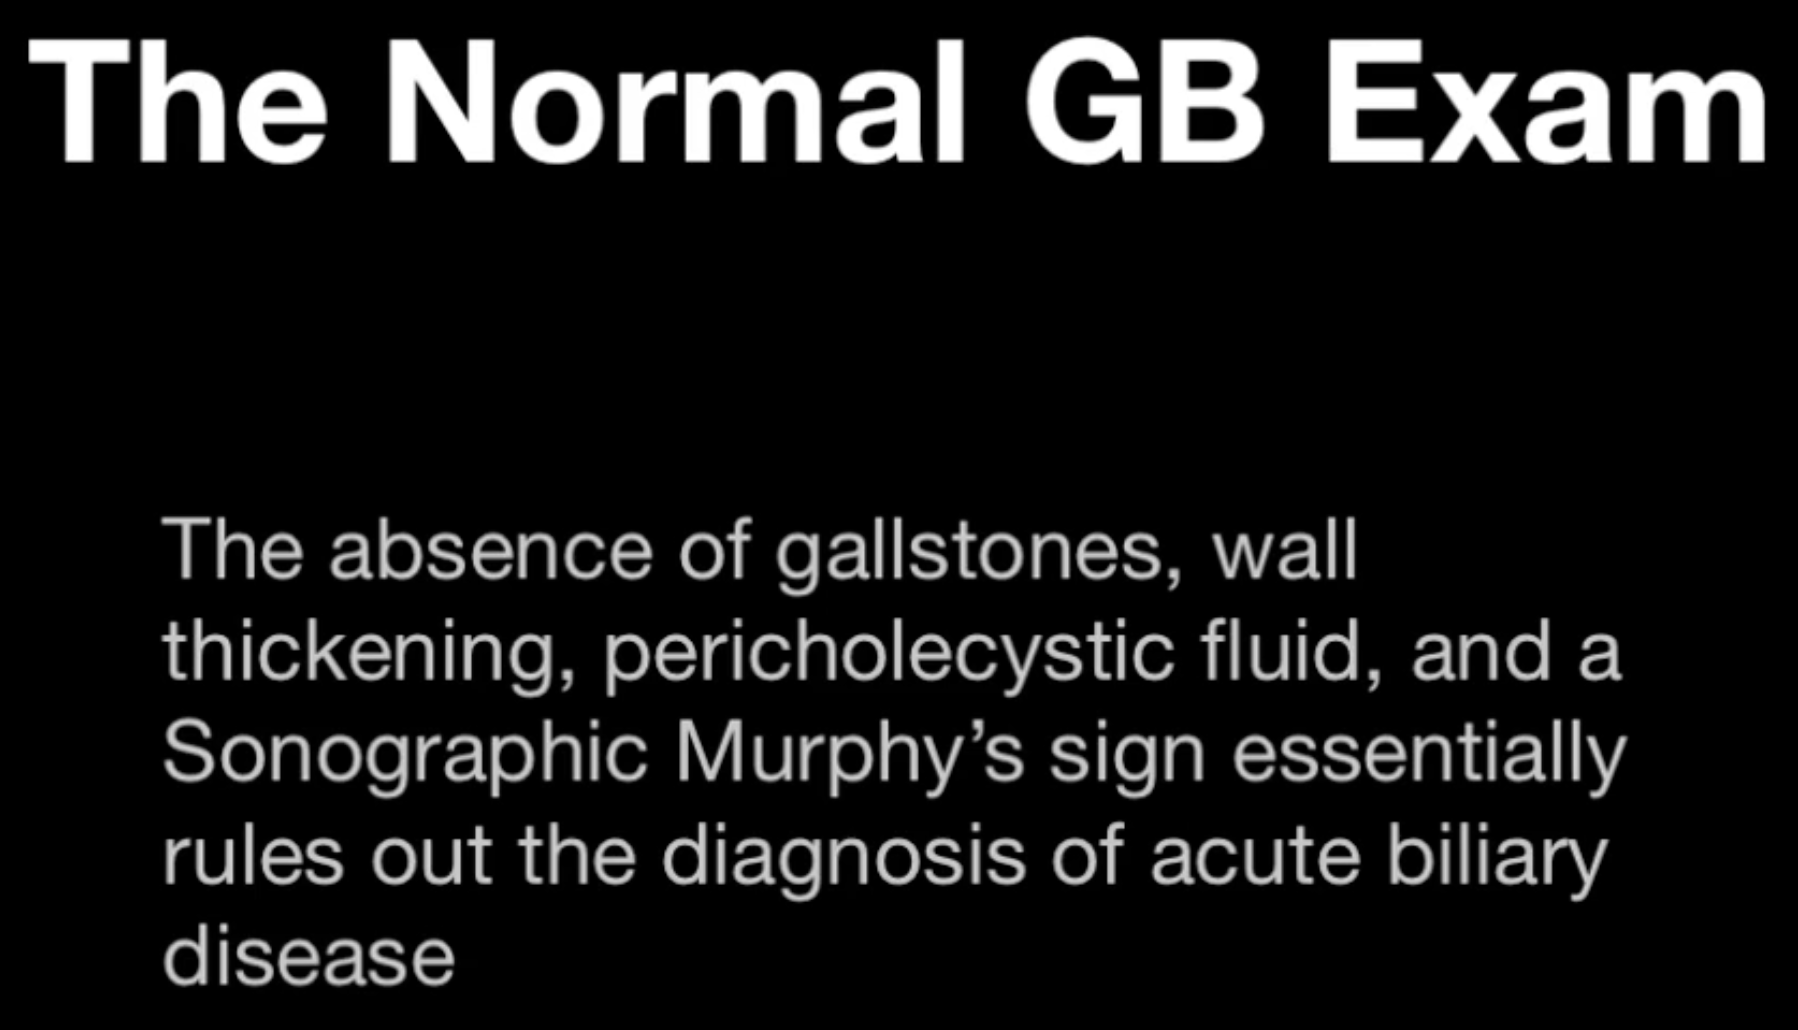 The Normal GB Exam
The absence of gallstones, wall
thickening, pericholecystic fluid, and a
Sonographic Murphy’s sign essentially
rules out the diagnosis of acute biliary
disease